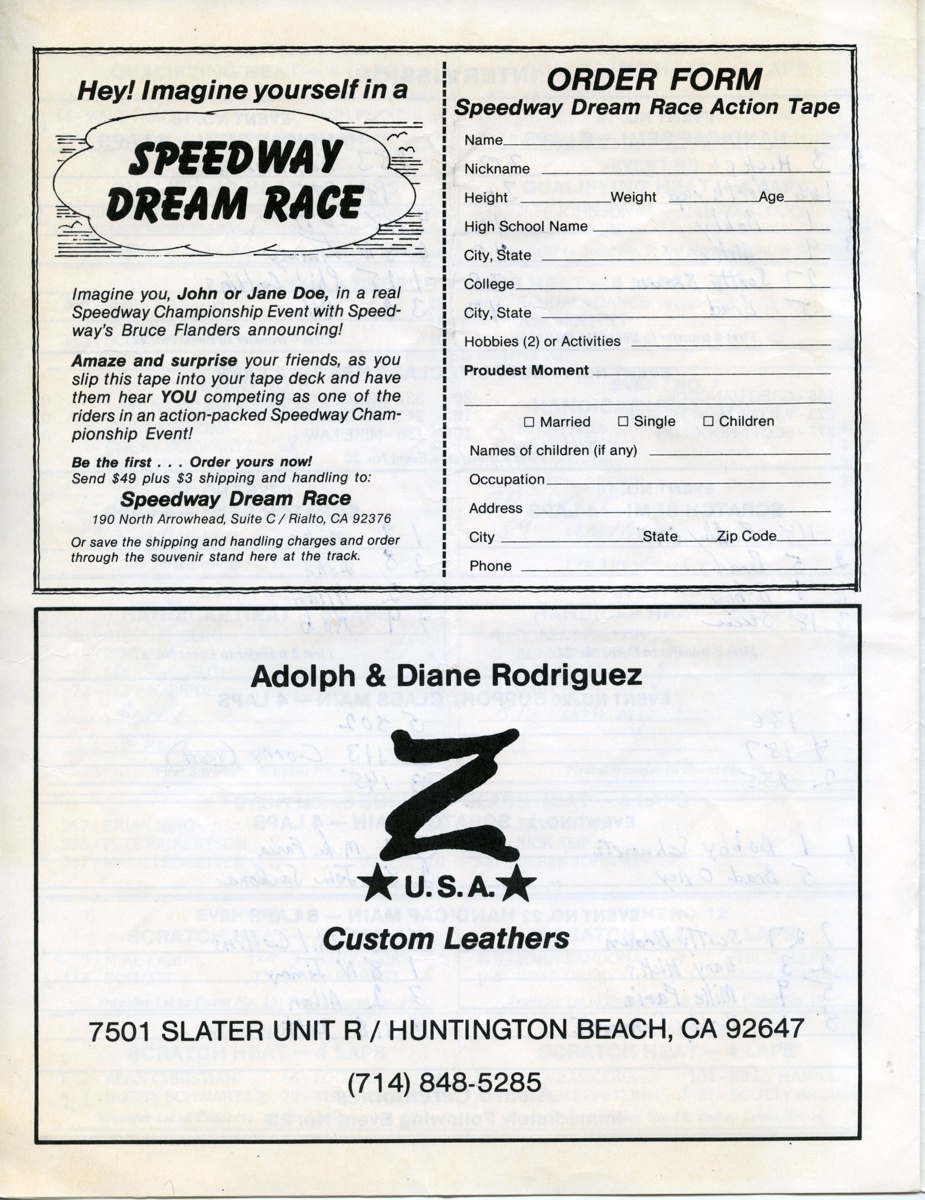 Hey! Imagine yourself in a
SPEEDWAY
DREAM RACE
Imagine you, John or Jane Doe, in a real
Speedway Championship Event with Speed-
way's Bruce Flanders announcing!
Amaze and surprise your friends, as you
slip this tape into your tape deck and have
them hear YOU competing as one of the
riders in an action-packed Speedway Cham-
pionship Event!
Be the first . . . Order yours now!
Send $49 plus $3 shipping and handling to:
Speedway Dream Race
190 North Arrowhead, Suite C / Rialto, CA 92376
Or save the shipping and handling charges and order
through the souvenir stand here at the track.
ORDER FORM
Speedway Dream Race Action Tape
Name
Nickname
Height Weight Age
High School Name
City, State
College
City, State
Hobbies (2) or Activities
Proudest Moment
☐ Married ☐ Single ☐ Children
Names of children (if any)
Occupation
Address
City State Zip Code
Phone
Adolph & Diane Rodriguez
Z
★ U.S.A. ★
Custom Leathers
7501 SLATER UNIT R / HUNTINGTON BEACH, CA 92647
(714) 848-5285